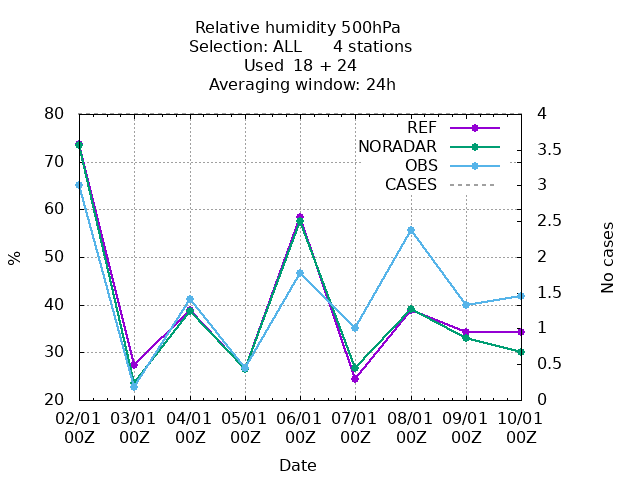 Relative humidity 500hPa
Selection: ALL      4 stations
Used  18 + 24
Averaging window: 24h
80
70
60
50
40
30
20
%
4
3.5
3
2.5
2
1.5
1
0.5
0
No cases
REF
NORADAR
OBS
CASES
02/01 03/01 04/01 05/01 06/01 07/01 08/01 09/01 10/01
00Z 00Z 00Z 00Z 00Z 00Z 00Z 00Z 00Z
Date